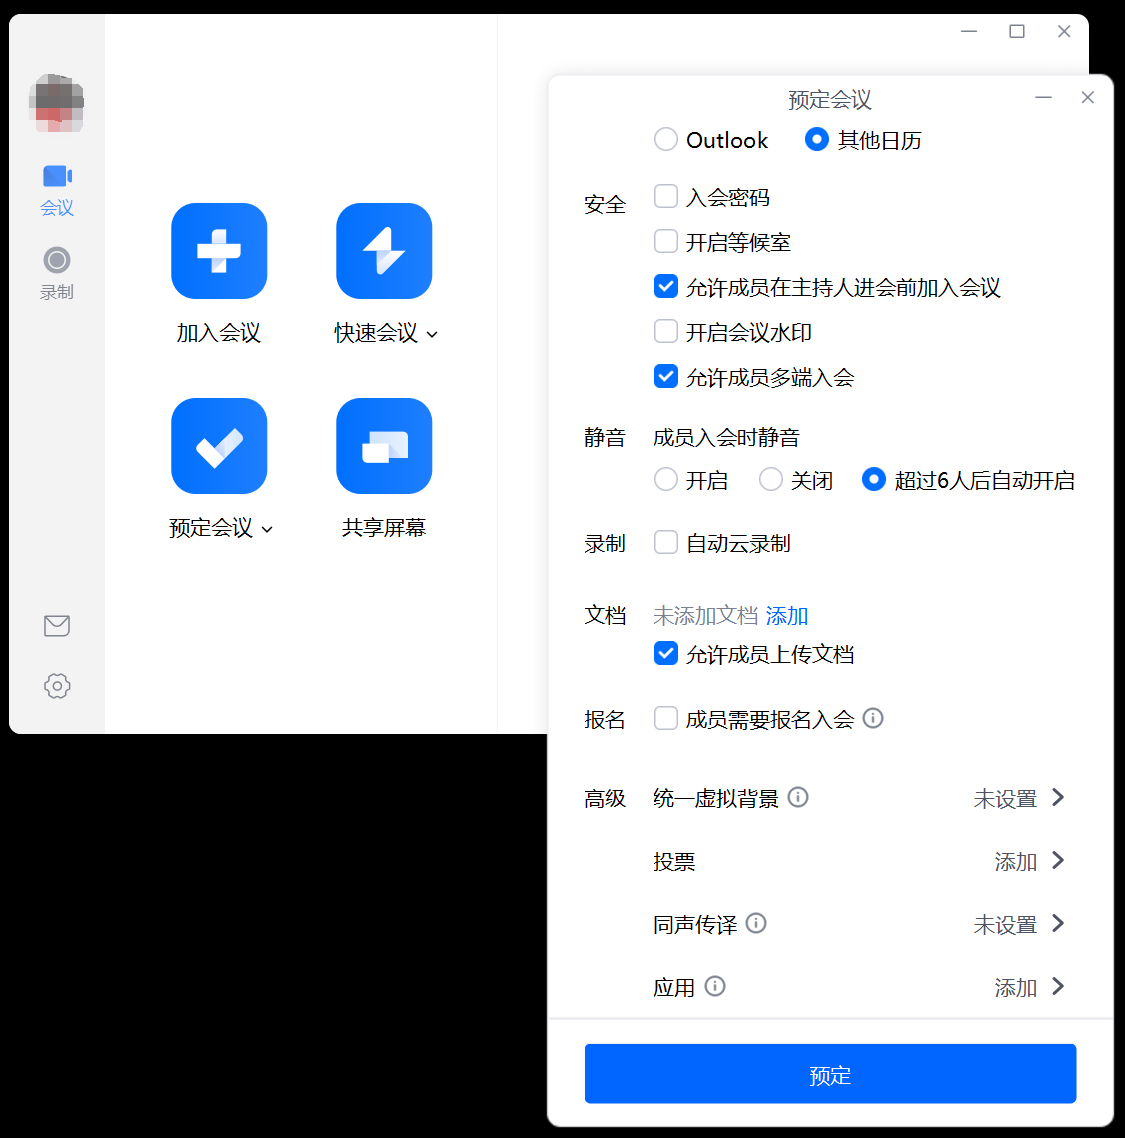 会议
录制
加入会议
快速会议
预定会议
共享屏幕
预定会议
Outlook 其他日历
安全 入会密码
开启等候室
允许成员在主持人进会前加入会议
开启会议水印
允许成员多端入会
静音 成员入会时静音
开启 关闭 超过6人后自动开启
录制 自动云录制
文档 未添加文档 添加
允许成员上传文档
报名 成员需要报名入会
高级 统一虚拟背景 未设置
投票 添加
同声传译 未设置
应用 添加
预定